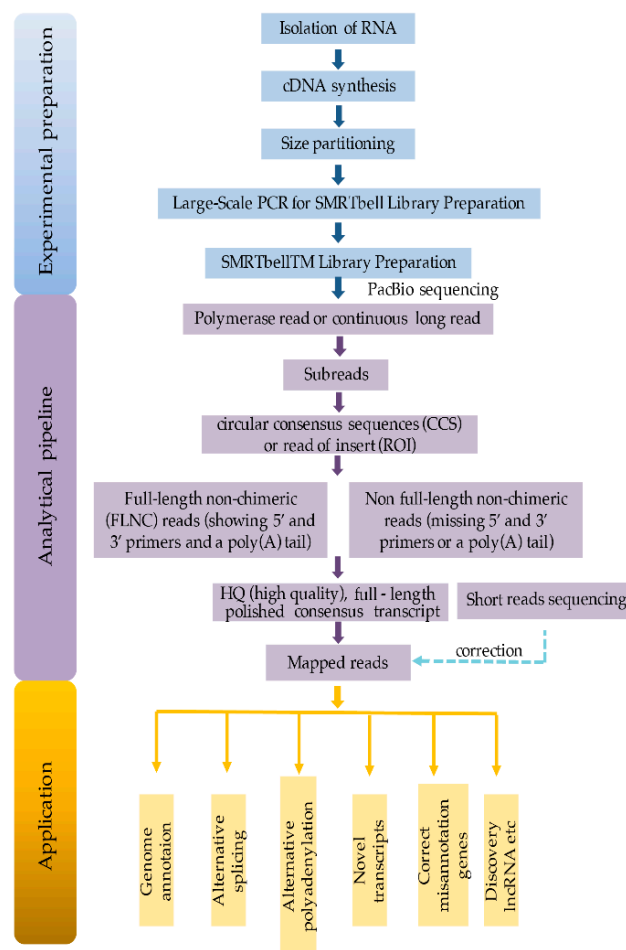 Experimental preparation
Isolation of RNA
cDNA synthesis
Size partitioning
Large-Scale PCR for SMRTbell Library Preparation
SMRTbellTM Library Preparation
PacBio sequencing
Analytical pipeline
Polymerase read or continuous long read
Subreads
circular consensus sequences (CCS)
or read of insert (ROI)
Full-length non-chimeric
(FLNC) reads (showing 5′ and
3′ primers and a poly(A) tail)
Non full-length non-chimeric
reads (missing 5′ and 3′
primers or a poly(A) tail)
HQ (high quality), full - length
polished consensus transcript
Short reads sequencing
correction
Mapped reads
Application
Genome
annotaion
Alternative
splicing
Alternative
polyadenylation
Novel
transcripts
Correct
misannotation
genes
Discovery
lncRNA etc